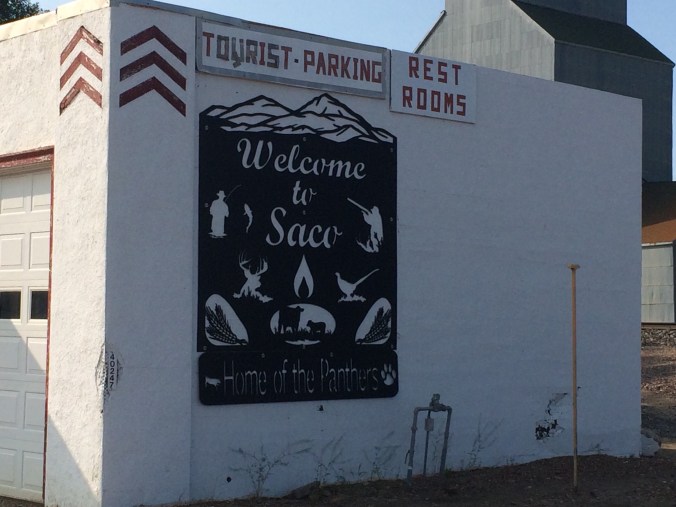 TOURIST-PARKING
REST
ROOMS
Welcome
to
Saco
Home of the Panthers